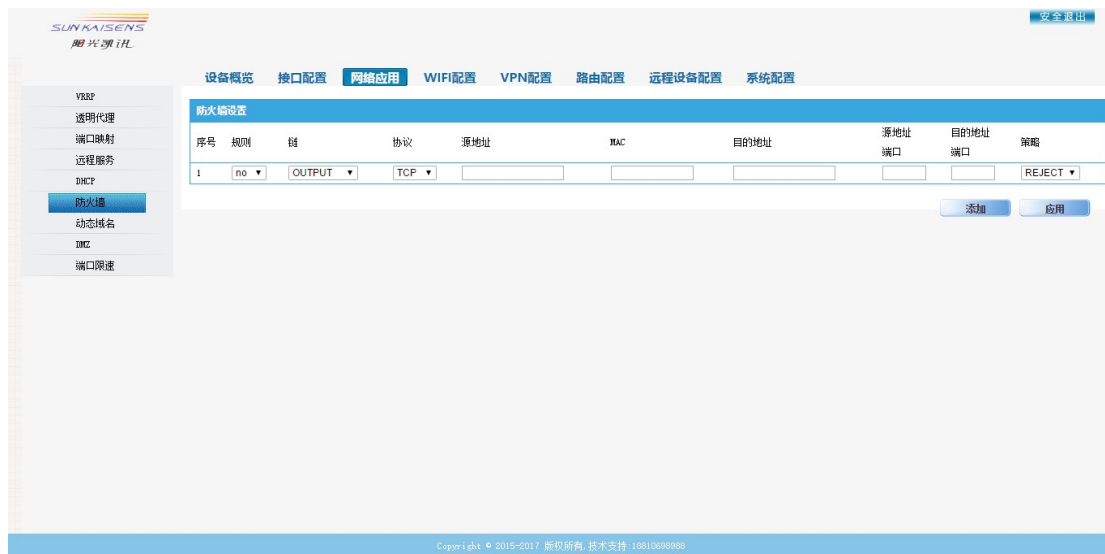 SUNKAISENS
阳光凯讯
安全退出
设备概览 接口配置 网络应用 WIFI配置 VPN配置 路由配置 远程设备配置 系统配置
VRRP
透明代理
端口映射
远程服务
DHCP
防火墙
动态域名
DMZ
端口限速
防火墙设置
序号 规则 链 协议 源地址 MAC 目的地址 源地址端口 目的地址端口 策略
1 no OUTPUT TCP REJECT
添加 应用
Copyright © 2015-2017 版权所有,技术支持 18810698988